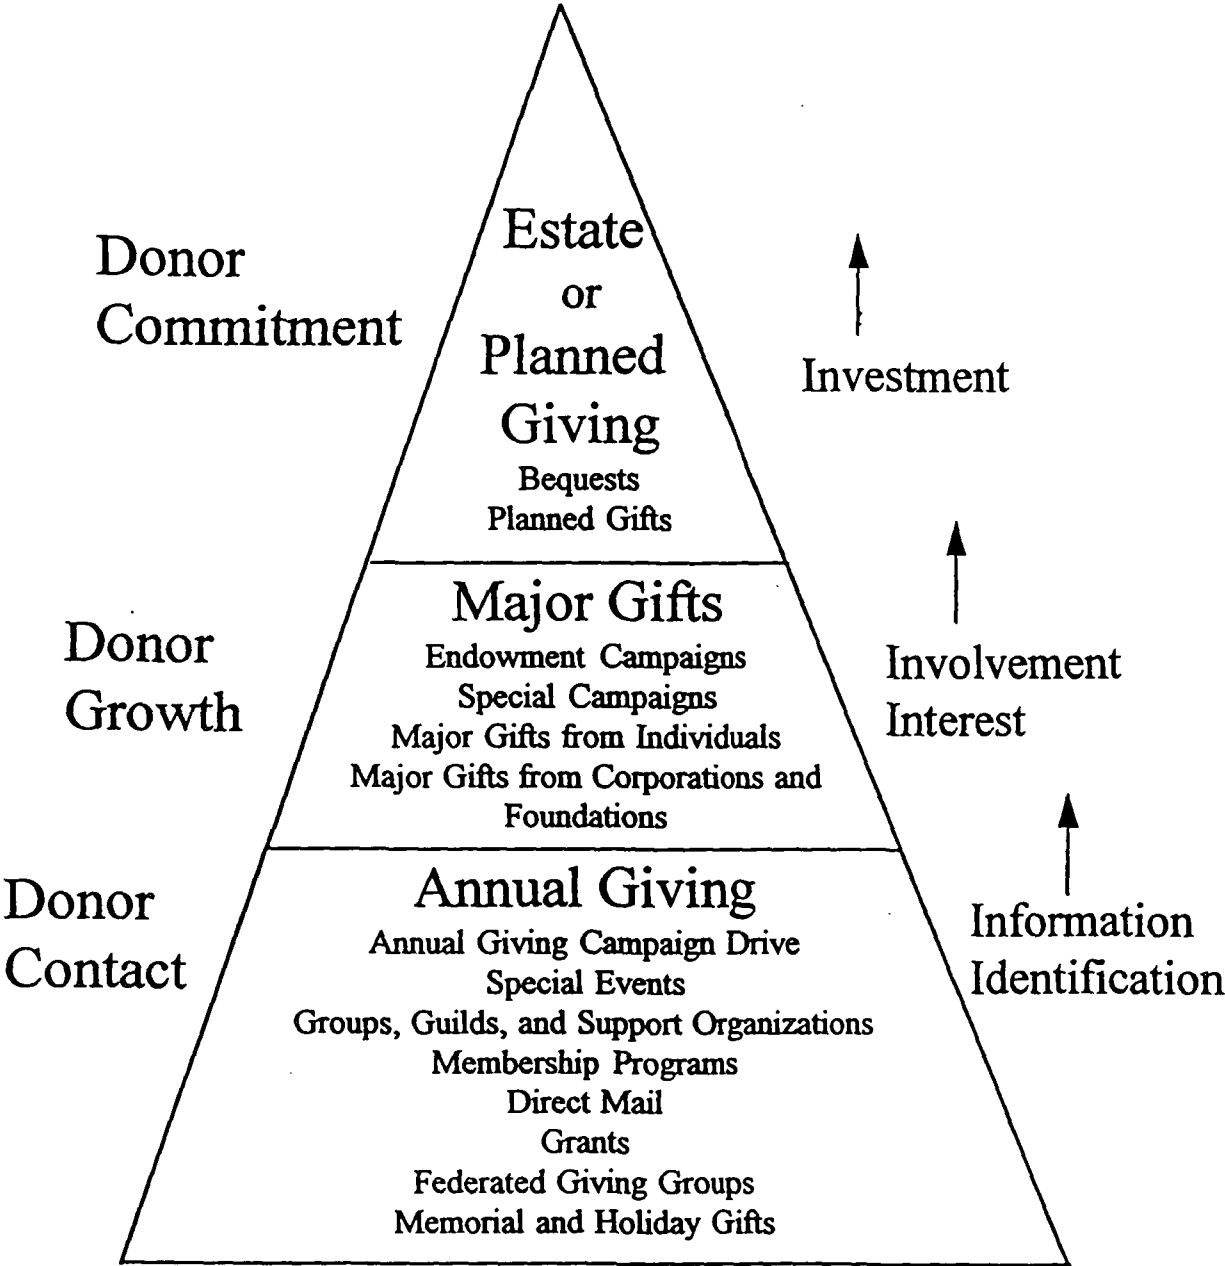 Donor
Commitment
Estate
or
Planned
Giving
Bequests
Planned Gifts
Investment
Donor
Growth
Major Gifts
Endowment Campaigns
Special Campaigns
Major Gifts from Individuals
Major Gifts from Corporations and
Foundations
Involvement
Interest
Donor
Contact
Annual Giving
Annual Giving Campaign Drive
Special Events
Groups, Guilds, and Support Organizations
Membership Programs
Direct Mail
Grants
Federated Giving Groups
Memorial and Holiday Gifts
Information
Identification